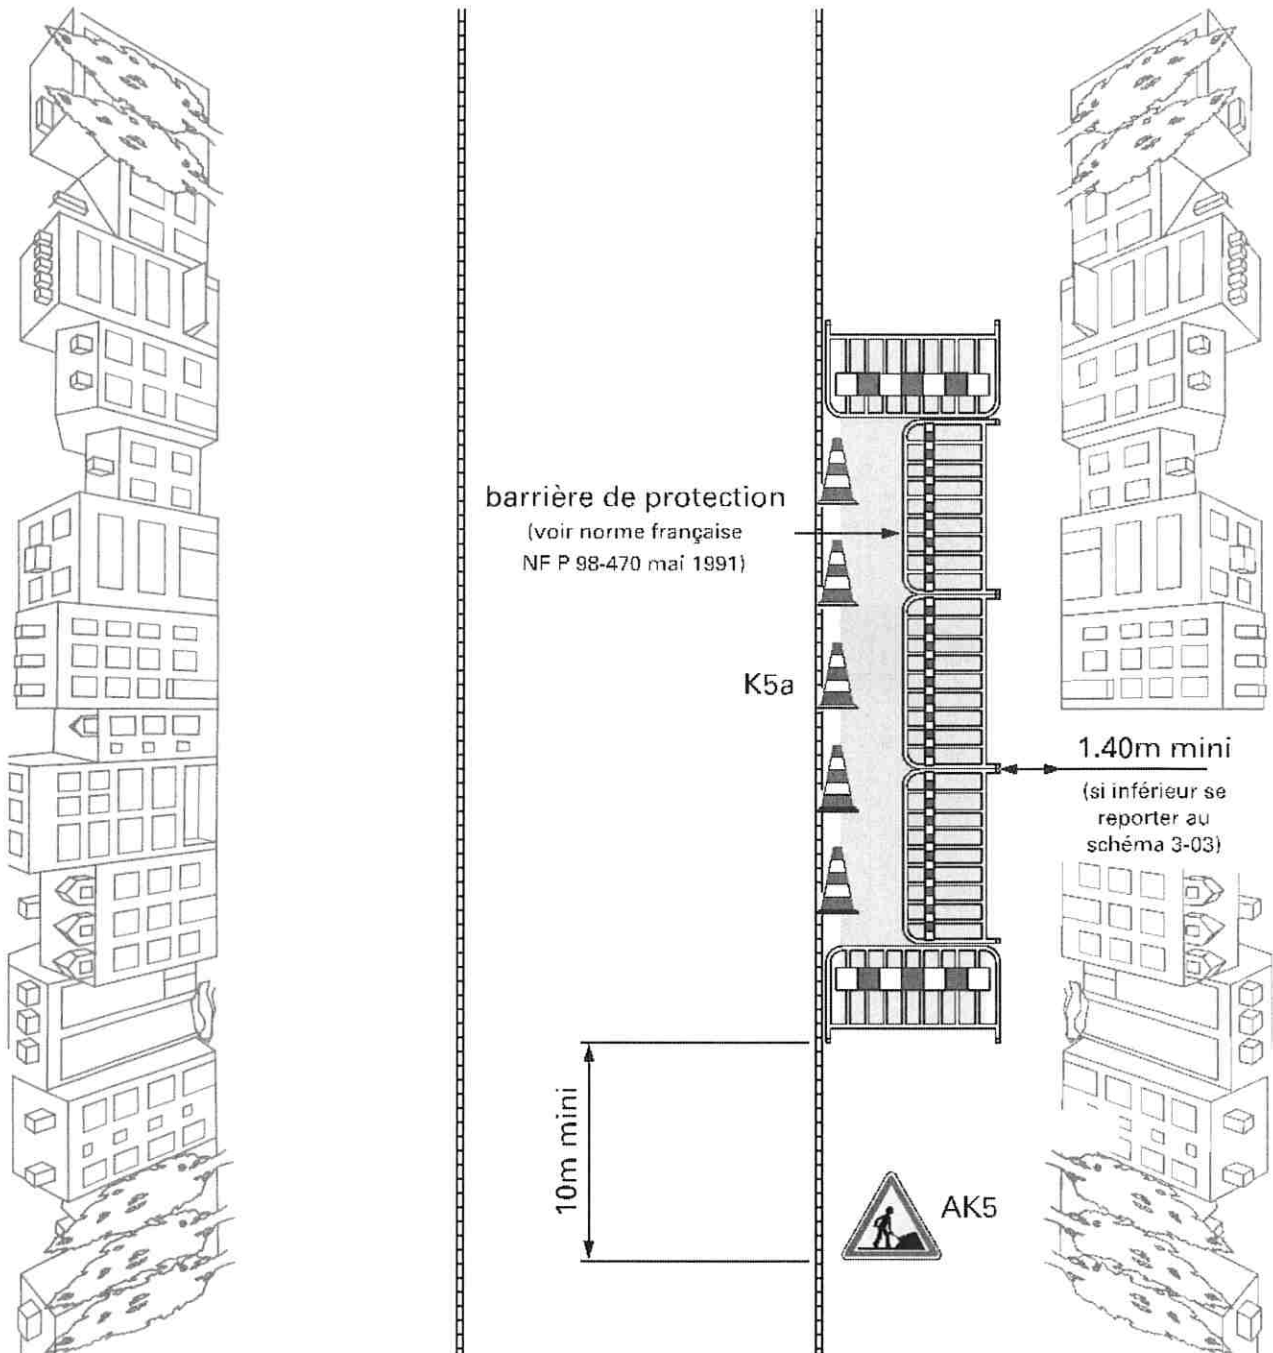 barrière de protection
(voir norme française
NF P 98-470 mai 1991)
K5a
1.40m mini
(si inférieur se
reporter au
schéma 3-03)
10m mini
AK5